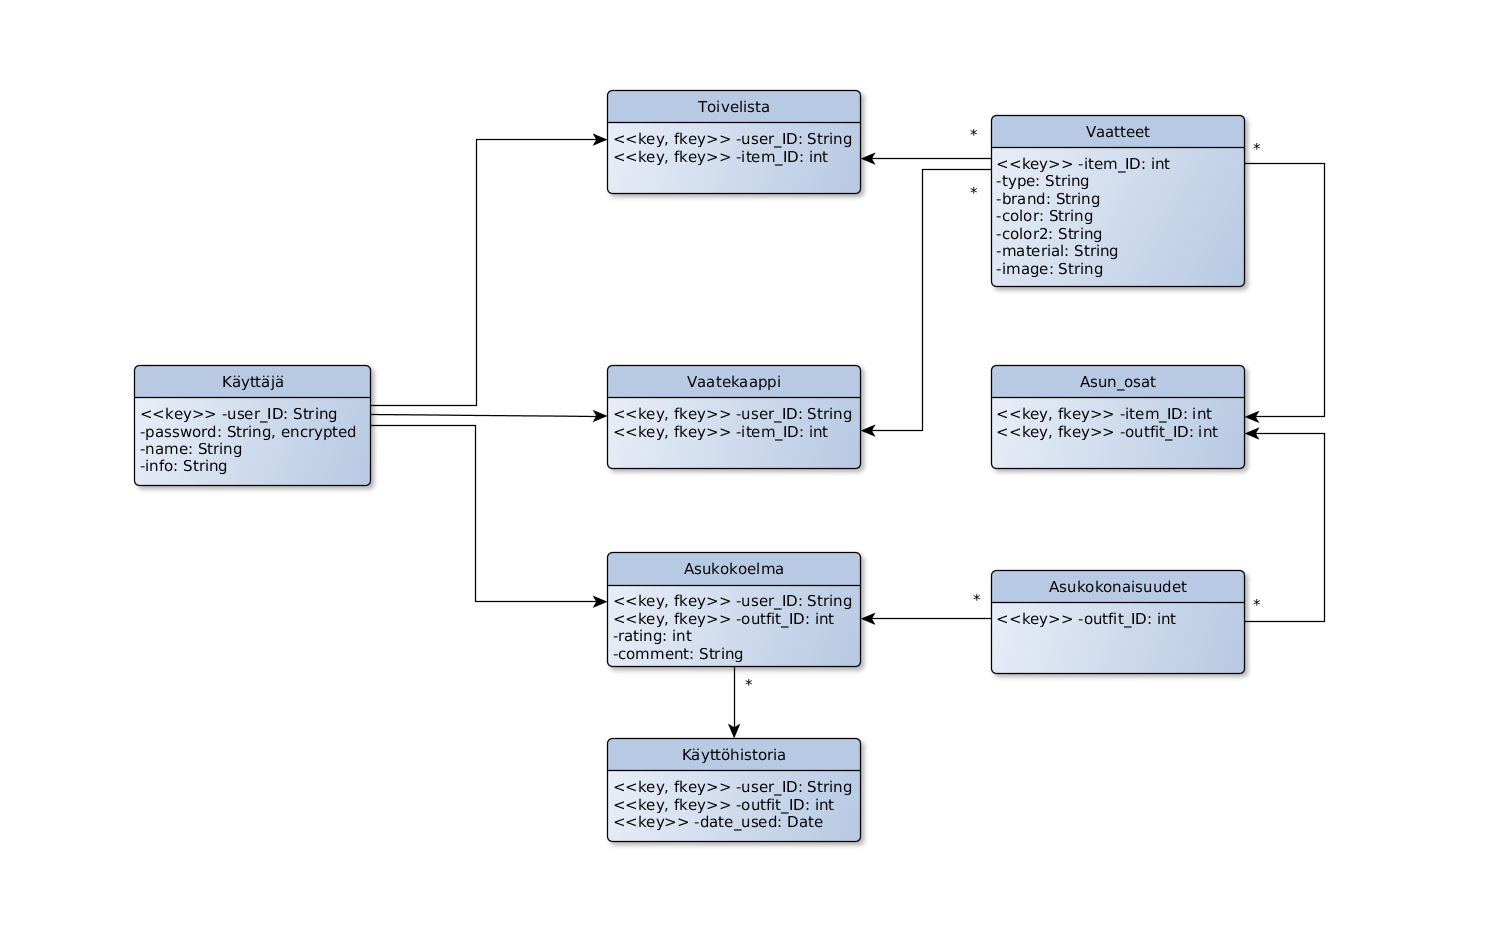 Toivelista
<<key, fkey>> -user_ID: String
<<key, fkey>> -item_ID: int
*
*
Vaatteet
<<key>> -item_ID: int
-type: String
-brand: String
-color: String
-color2: String
-material: String
-image: String
*
Käyttäjä
<<key>> -user_ID: String
-password: String, encrypted
-name: String
-info: String
Vaatekaappi
<<key, fkey>> -user_ID: String
<<key, fkey>> -item_ID: int
Asun_osat
<<key, fkey>> -item_ID: int
<<key, fkey>> -outfit_ID: int
Asukokoelma
<<key, fkey>> -user_ID: String
<<key, fkey>> -outfit_ID: int
-rating: int
-comment: String
*
*
Asukokonaisuudet
<<key>> -outfit_ID: int
*
Käyttöhistoria
<<key, fkey>> -user_ID: String
<<key, fkey>> -outfit_ID: int
<<key>> -date_used: Date